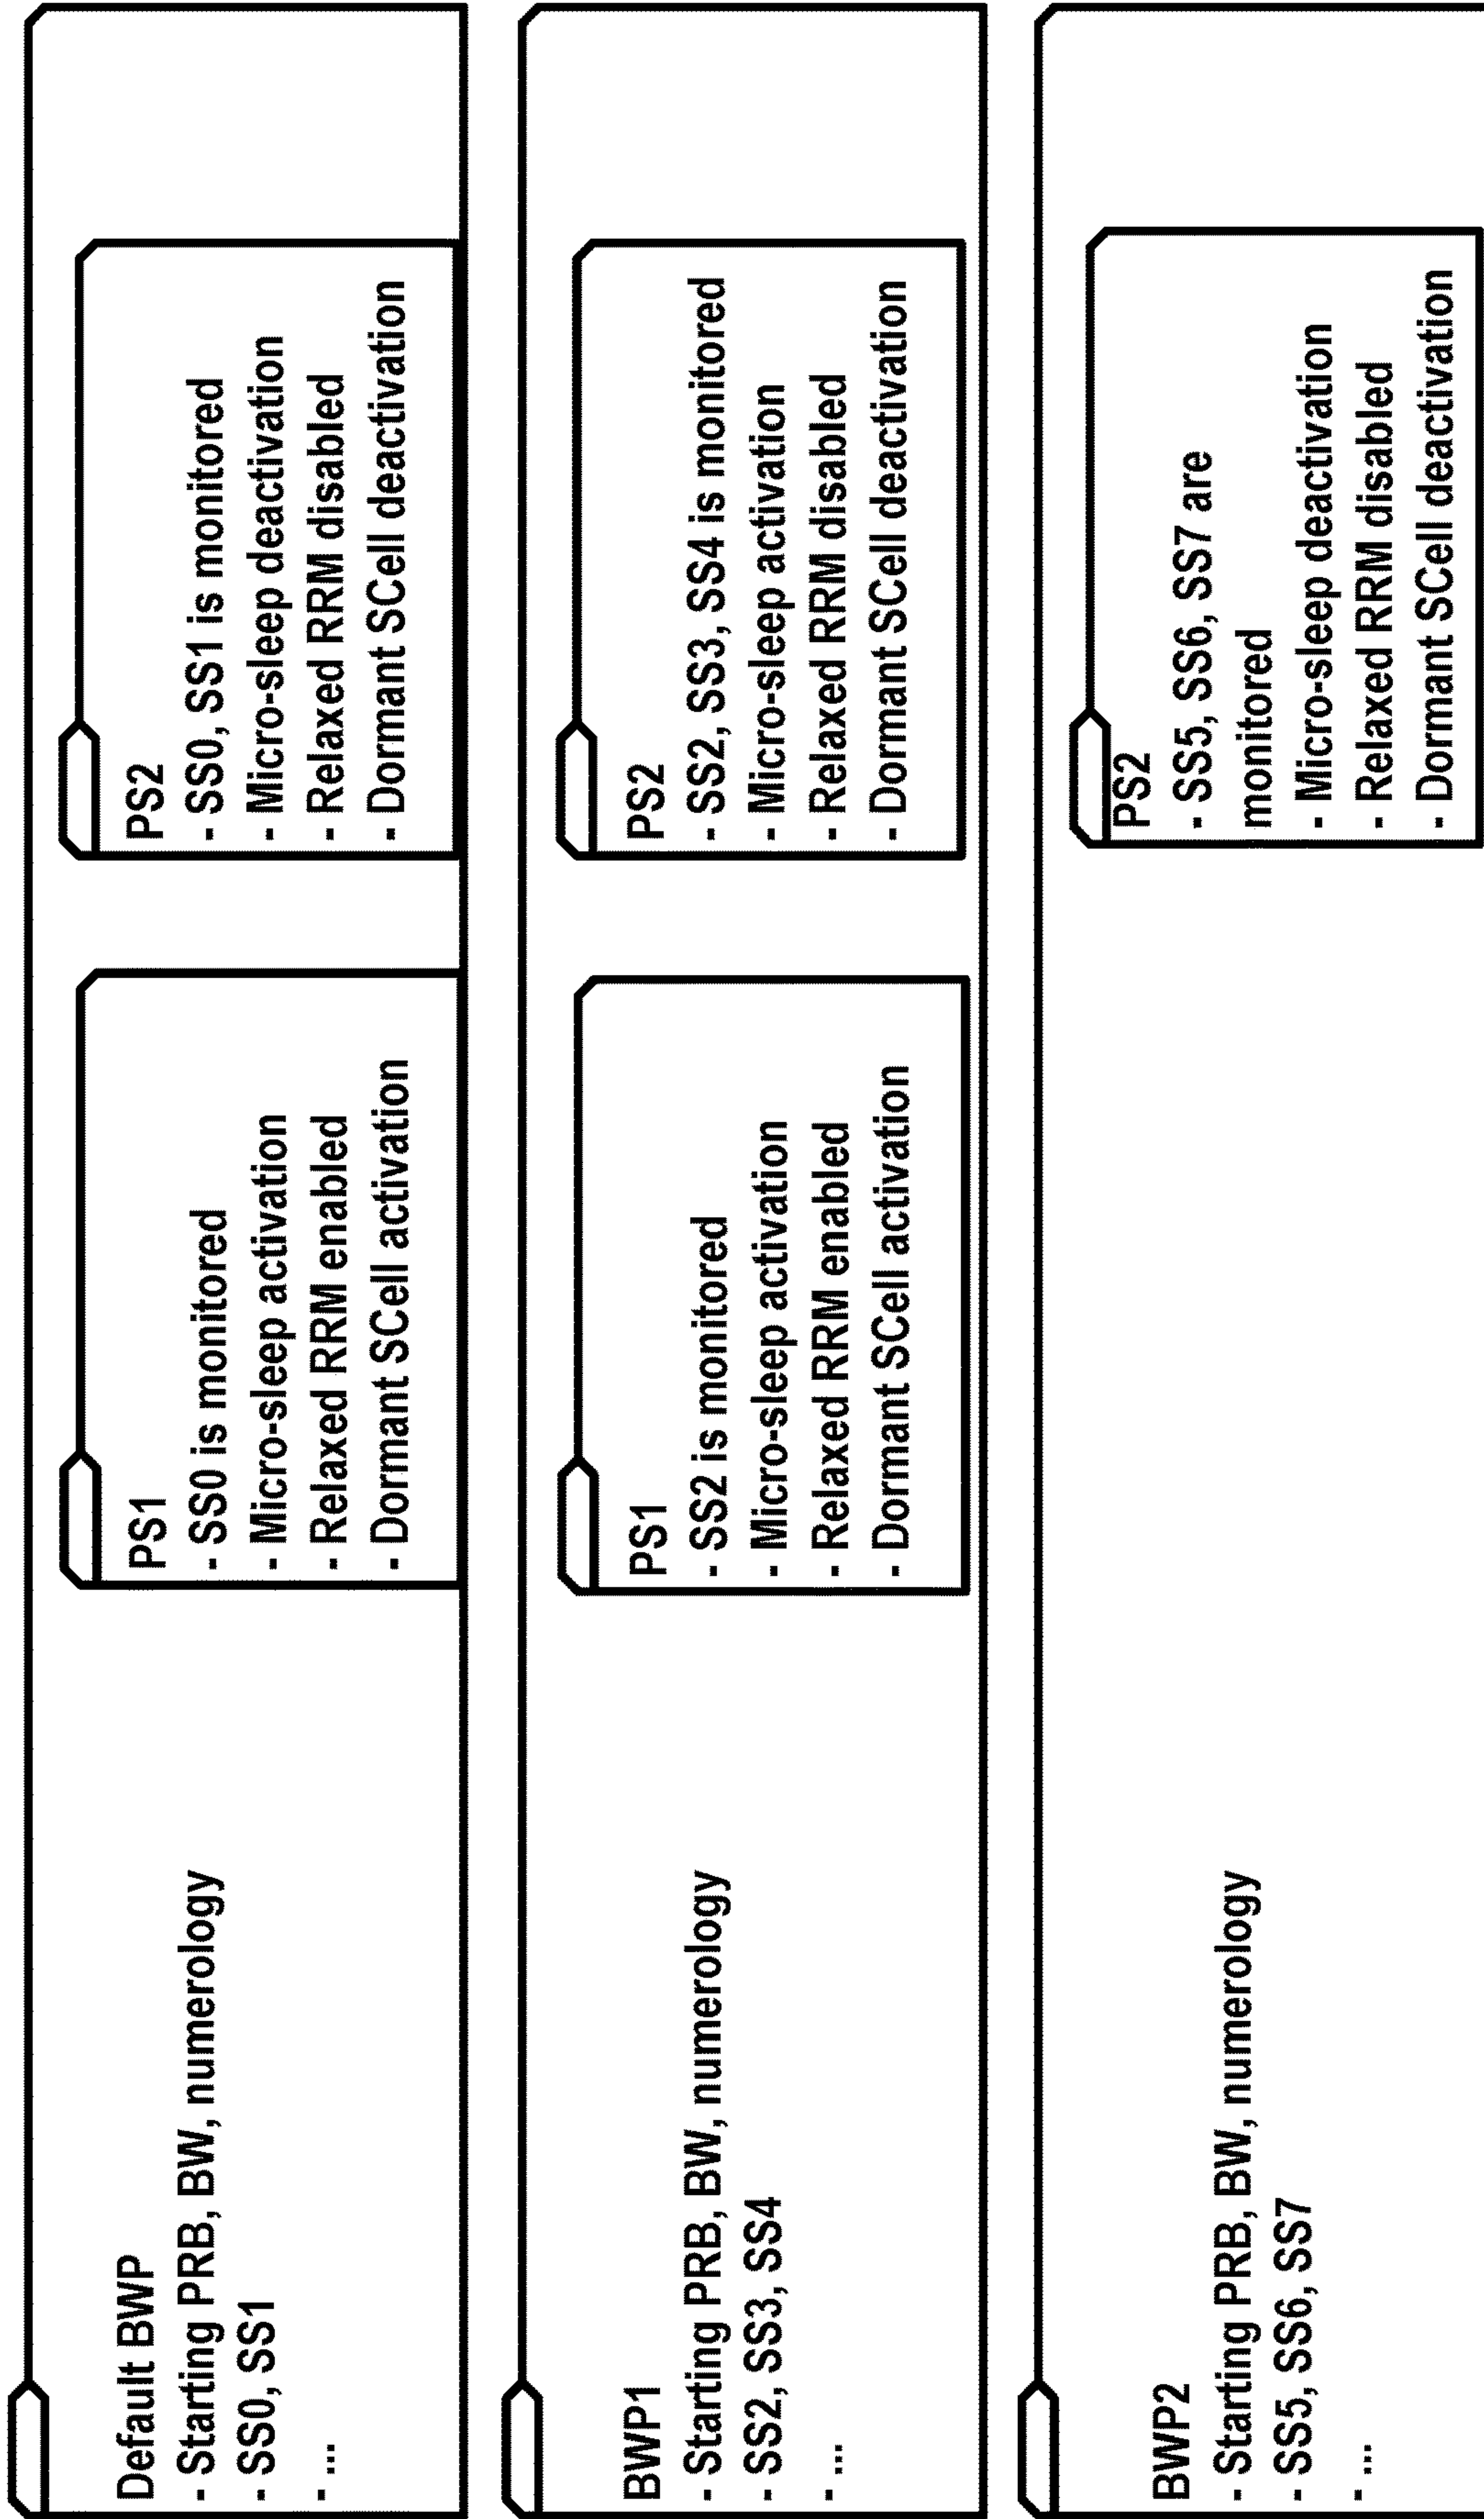 Default BWP
- Starting PRB, BW, numerology
- SS0, SS1
- ...
PS1
- SS0 is monitored
- Micro-sleep activation
- Relaxed RRM enabled
- Dormant SCell activation
PS2
- SS0, SS1 is monitored
- Micro-sleep deactivation
- Relaxed RRM disabled
- Dormant SCell deactivation
BWP1
- Starting PRB, BW, numerology
- SS2, SS3, SS4
- ...
PS1
- SS2 is monitored
- Micro-sleep activation
- Relaxed RRM enabled
- Dormant SCell activation
PS2
- SS2, SS3, SS4 is monitored
- Micro-sleep activation
- Relaxed RRM disabled
- Dormant SCell deactivation
BWP2
- Starting PRB, BW, numerology
- SS5, SS6, SS7
- ...
PS2
- SS5, SS6, SS7 are
monitored
- Micro-sleep deactivation
- Relaxed RRM disabled
- Dormant SCell deactivation